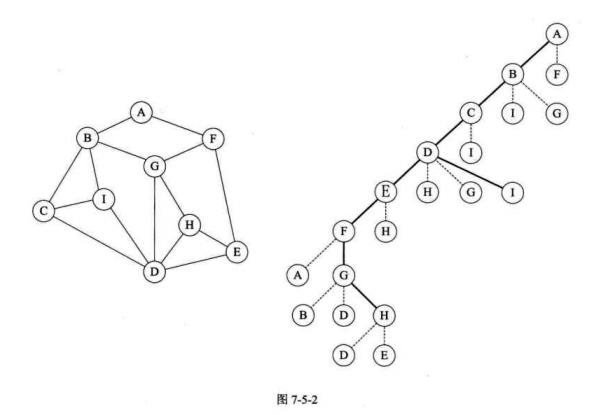 A
B F
G
I
C
H
E
D
A
B F
C I G
D I
E H G I
F H
A G
B D H
D E
图 7-5-2